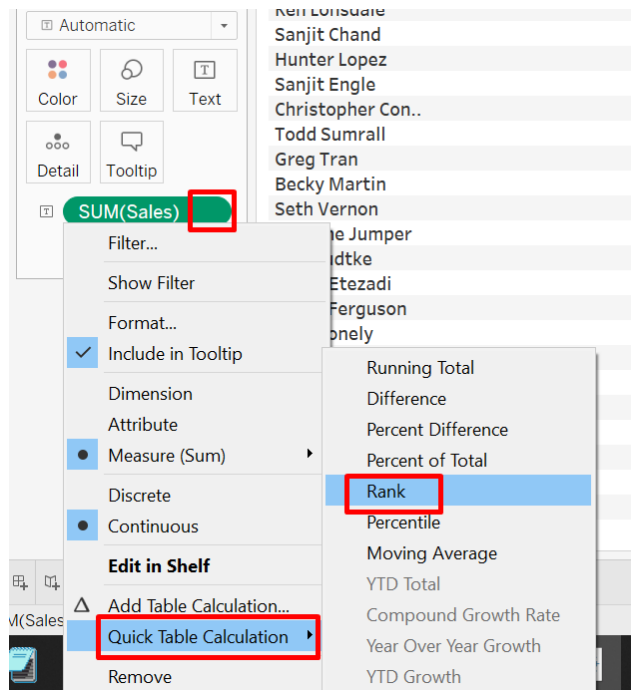 Automatic
Color
Size
T
Text
Detail
Tooltip
T
SUM(Sales)
Ken Lonsdale
Sanjit Chand
Hunter Lopez
Sanjit Engle
Christopher Con..
Todd Sumrall
Greg Tran
Becky Martin
Seth Vernon
Jumper
Etezadi
Ferguson
Filter...
Show Filter
Format...
Include in Tooltip
Dimension
Attribute
Measure (Sum)
Discrete
Continuous
Edit in Shelf
Add Table Calculation...
Quick Table Calculation
Remove
Running Total
Difference
Percent Difference
Percent of Total
Rank
Percentile
Moving Average
YTD Total
Compound Growth Rate
Year Over Year Growth
YTD Growth
M(Sales